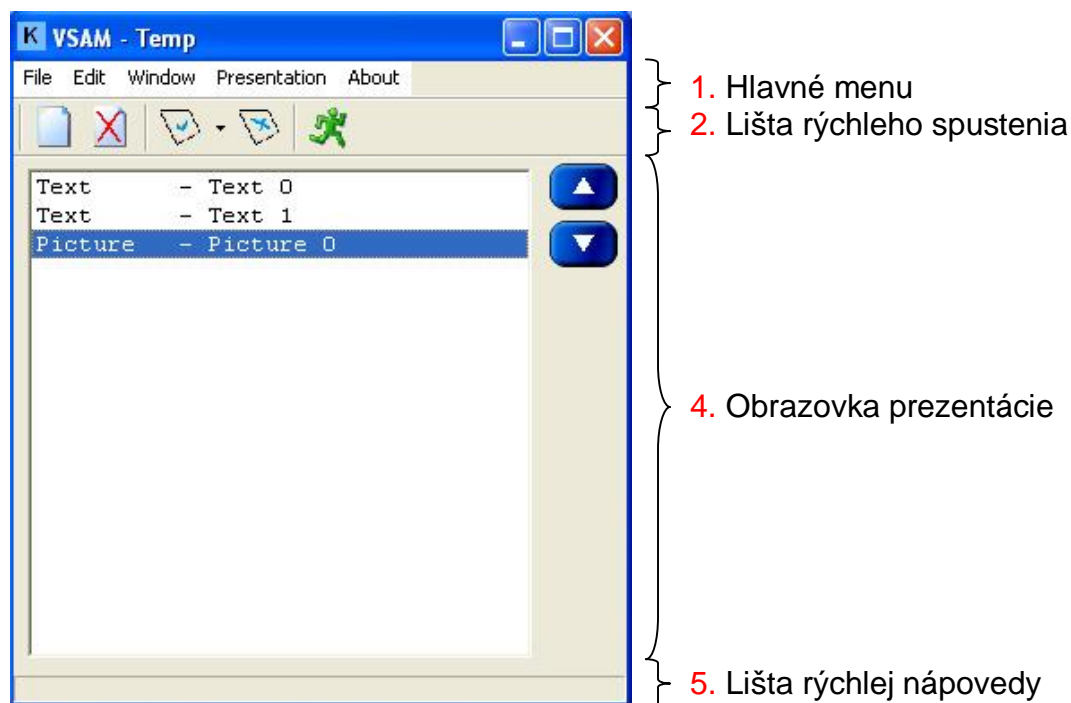 K VSAM - Temp
File Edit Window Presentation About
1. Hlavné menu
2. Lišta rýchleho spustenia
Text - Text 0
Text - Text 1
Picture - Picture 0
4. Obrazovka prezentácie
5. Lišta rýchlej nápovedy